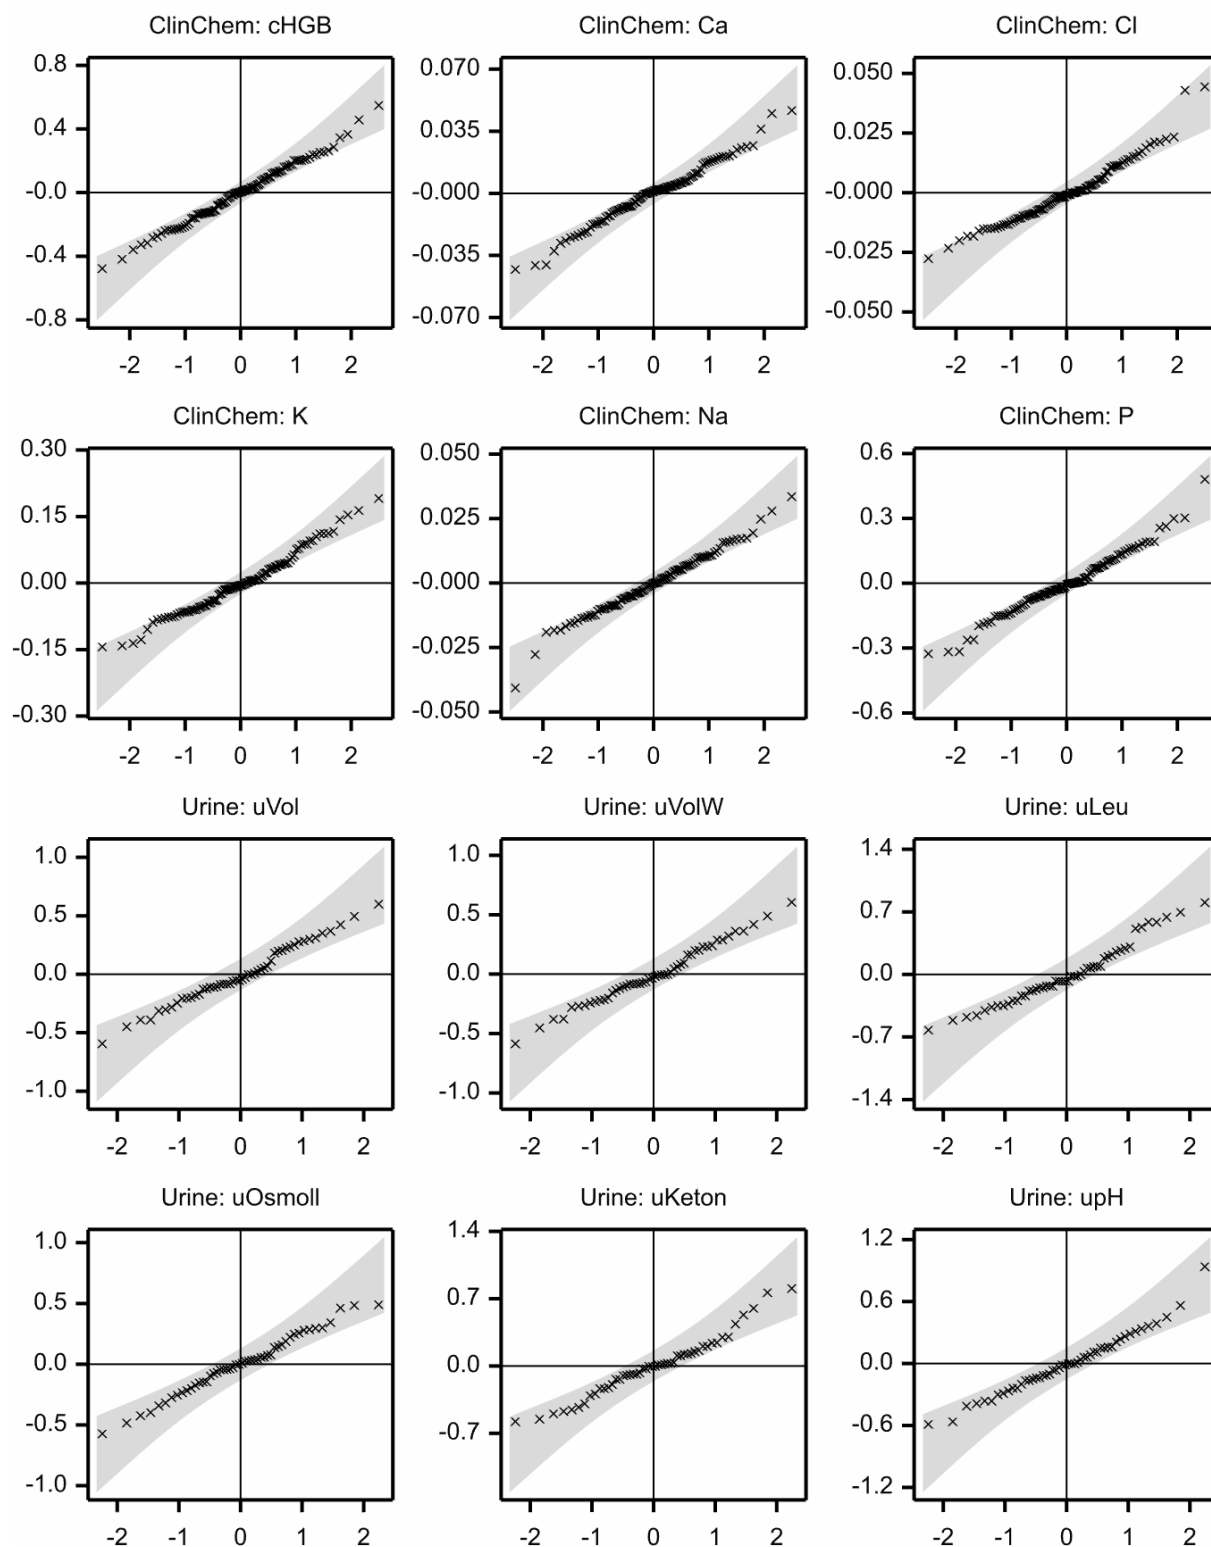 ClinChem: cHGB ClinChem: Ca ClinChem: Cl
0.8 0.070 0.050
0.4 0.035 0.025
-0.0 -0.000 -0.000
-0.4 -0.035 -0.025
-0.8 -0.070 -0.050
-2 -1 0 1 2 -2 -1 0 1 2 -2 -1 0 1 2
ClinChem: K ClinChem: Na ClinChem: P
0.30 0.050 0.6
0.15 0.025 0.3
0.00 -0.000 0.0
-0.15 -0.025 -0.3
-0.30 -0.050 -0.6
-2 -1 0 1 2 -2 -1 0 1 2 -2 -1 0 1 2
Urine: uVol Urine: uVolW Urine: uLeu
1.0 1.0 1.4
0.5 0.5 0.7
0.0 0.0 0.0
-0.5 -0.5 -0.7
-1.0 -1.0 -1.4
-2 -1 0 1 2 -2 -1 0 1 2 -2 -1 0 1 2
Urine: uOsmoll Urine: uKeton Urine: upH
1.0 1.4 1.2
0.5 0.7 0.6
0.0 0.0 0.0
-0.5 -0.7 -0.6
-1.0 -1.2
-2 -1 0 1 2 -2 -1 0 1 2 -2 -1 0 1 2